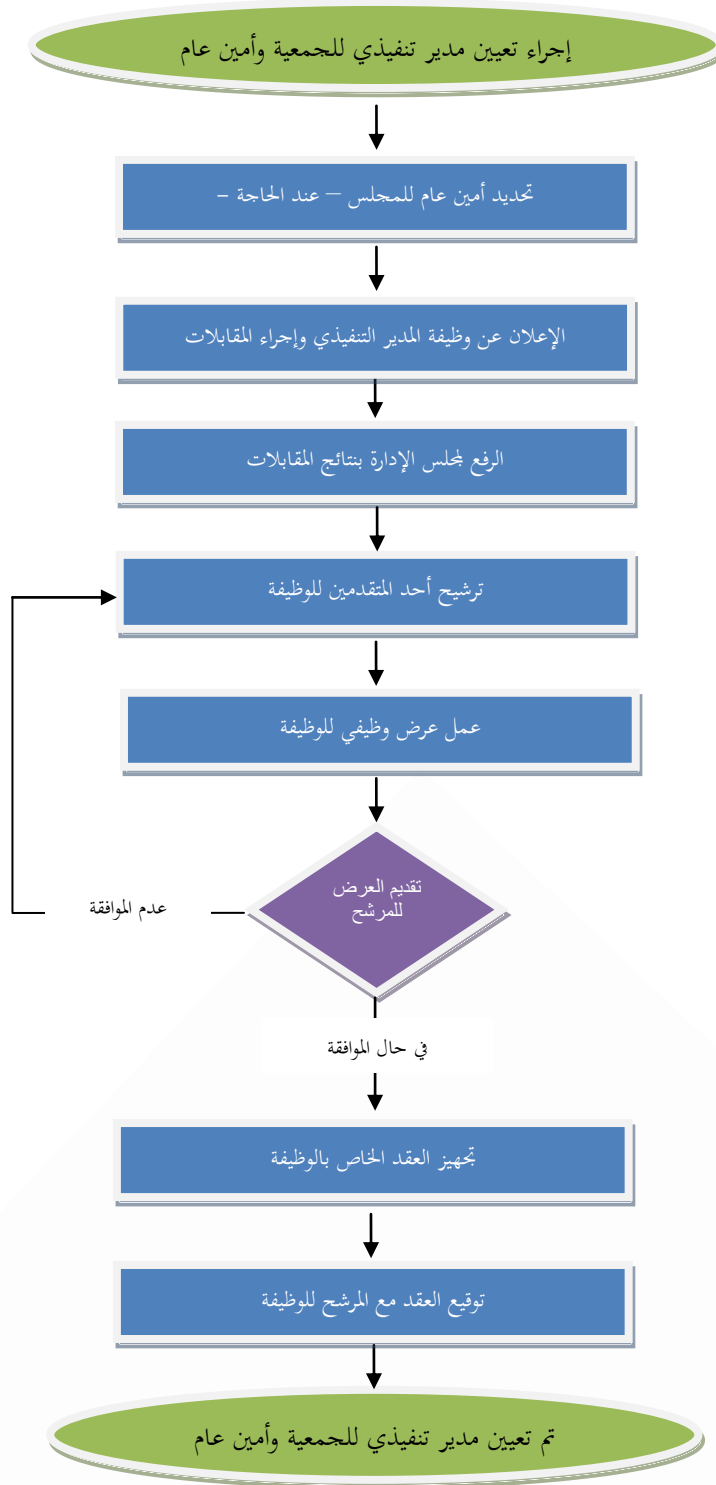 إجراء تعيين مدير تنفيذي للجمعية وأمين عام
تحديد أمين عام للمجلس – عند الحاجة -
الإعلان عن وظيفة المدير التنفيذي وإجراء المقابلات
الرفع لمجلس الإدارة بنتائج المقابلات
ترشيح أحد المتقدمين للوظيفة
عمل عرض وظيفي للوظيفة
تقديم العرض
للمرشح
عدم الموافقة
في حال الموافقة
تجهيز العقد الخاص بالوظيفة
توقيع العقد مع المرشح للوظيفة
تم تعيين مدير تنفيذي للجمعية وأمين عام